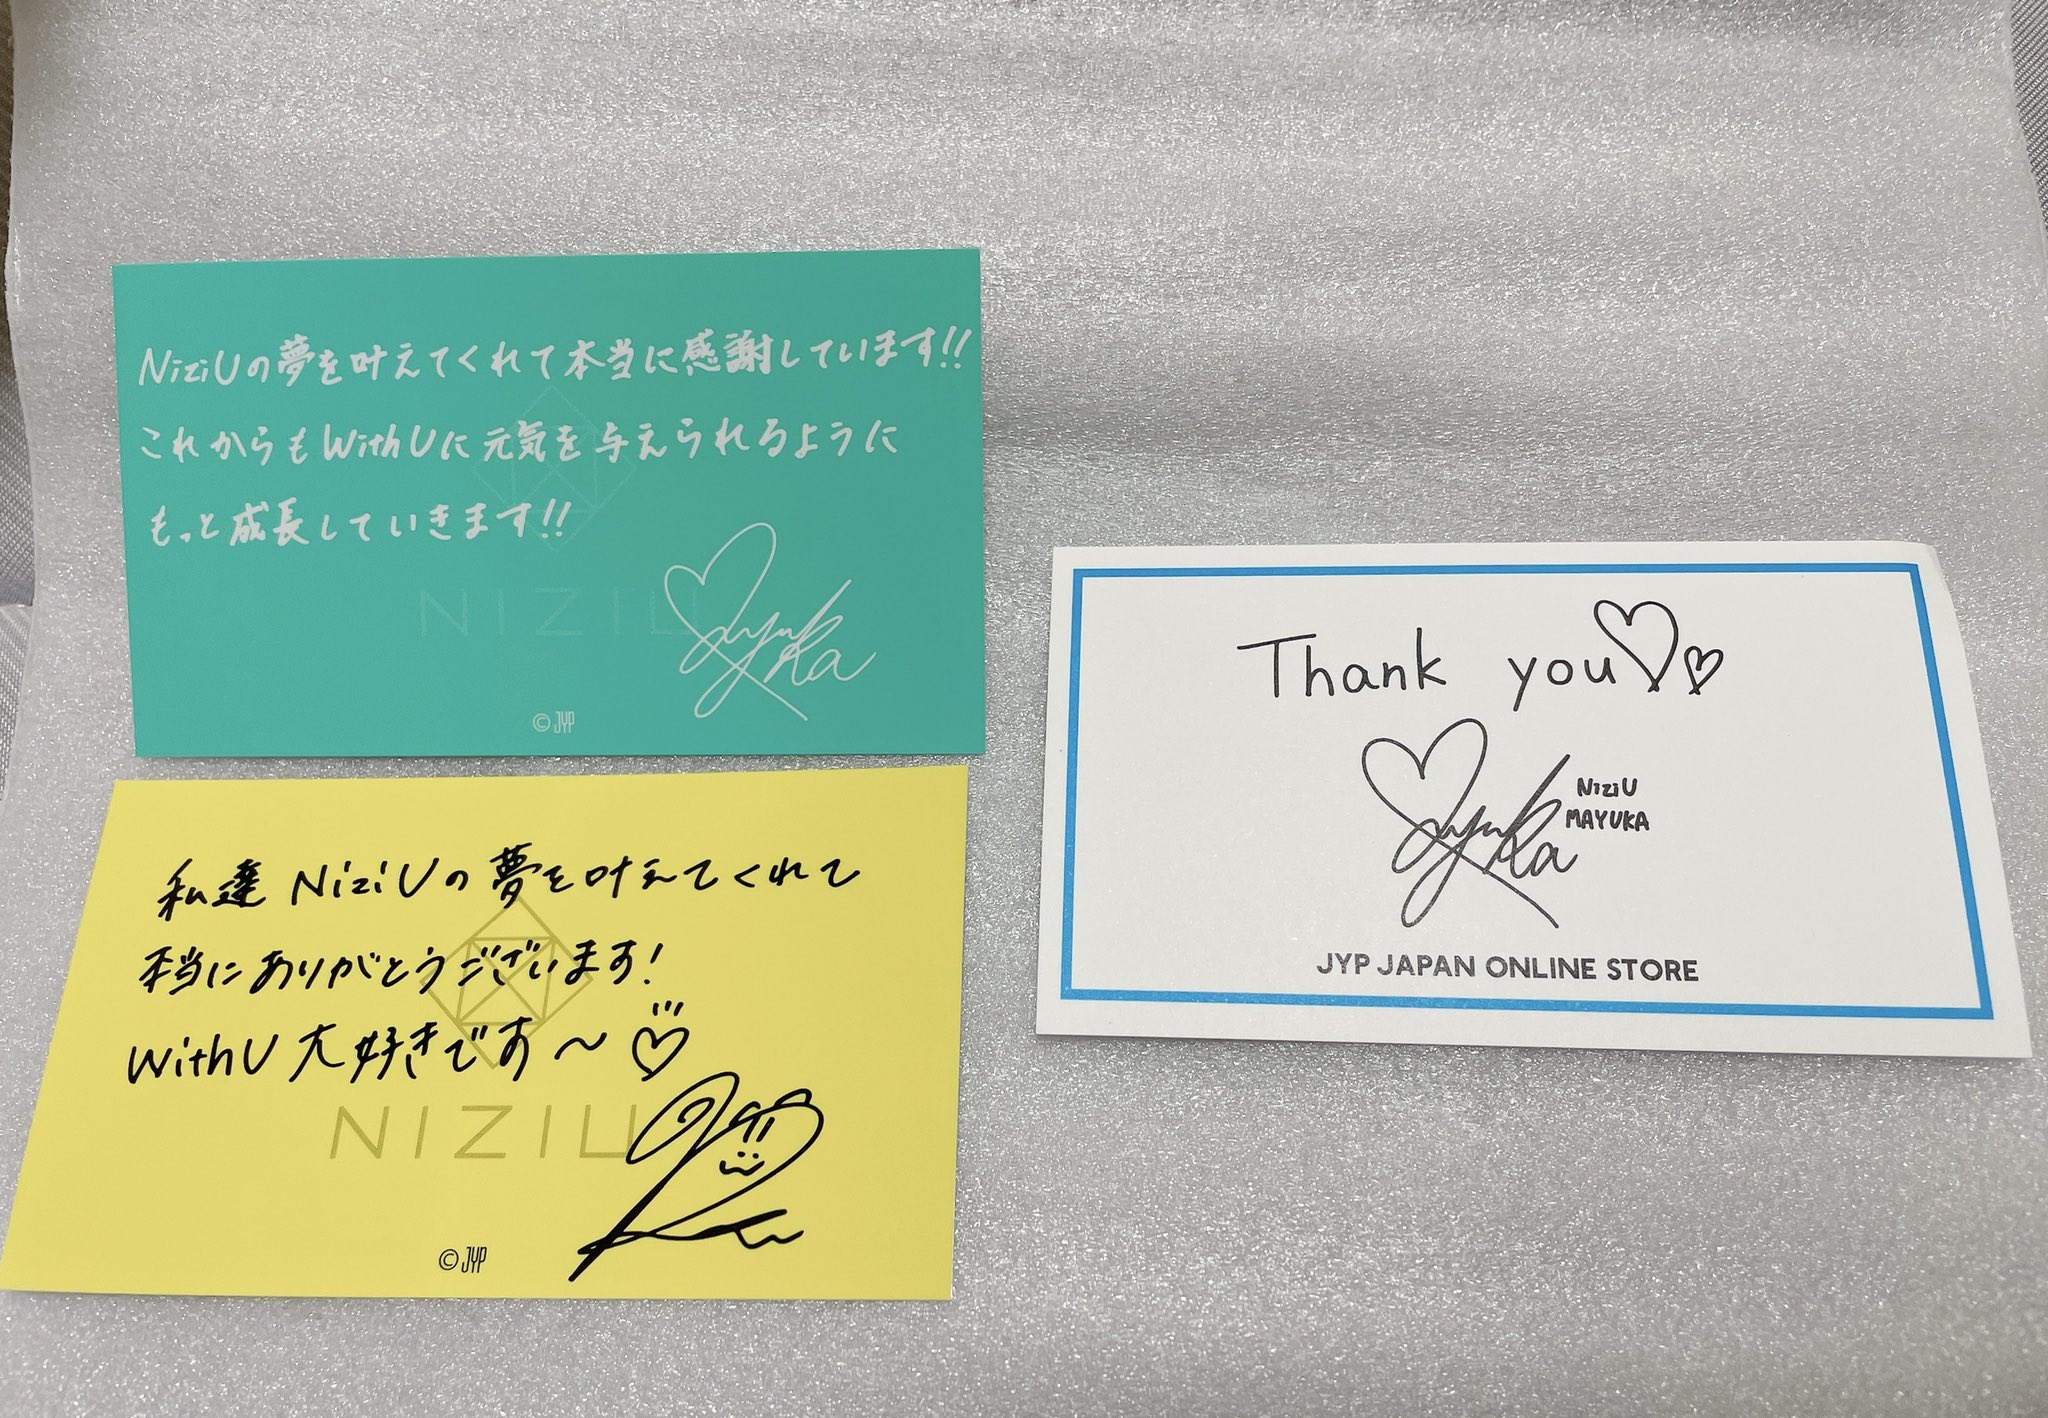 NiziUの夢を叶えてくれて本当に感謝しています!!
これからもWithUに元気を与えられるように
もっと成長していきます!!
NIZIU
Mayuka
©JYP
私達 NiziUの夢を叶えてくれて
本当にありがとうございます!
WithU 大好きです〜♡
NIZIU
©JYP
Thank you♡♡
Mayuka
NiziU
MAYUKA
JYP JAPAN ONLINE STORE